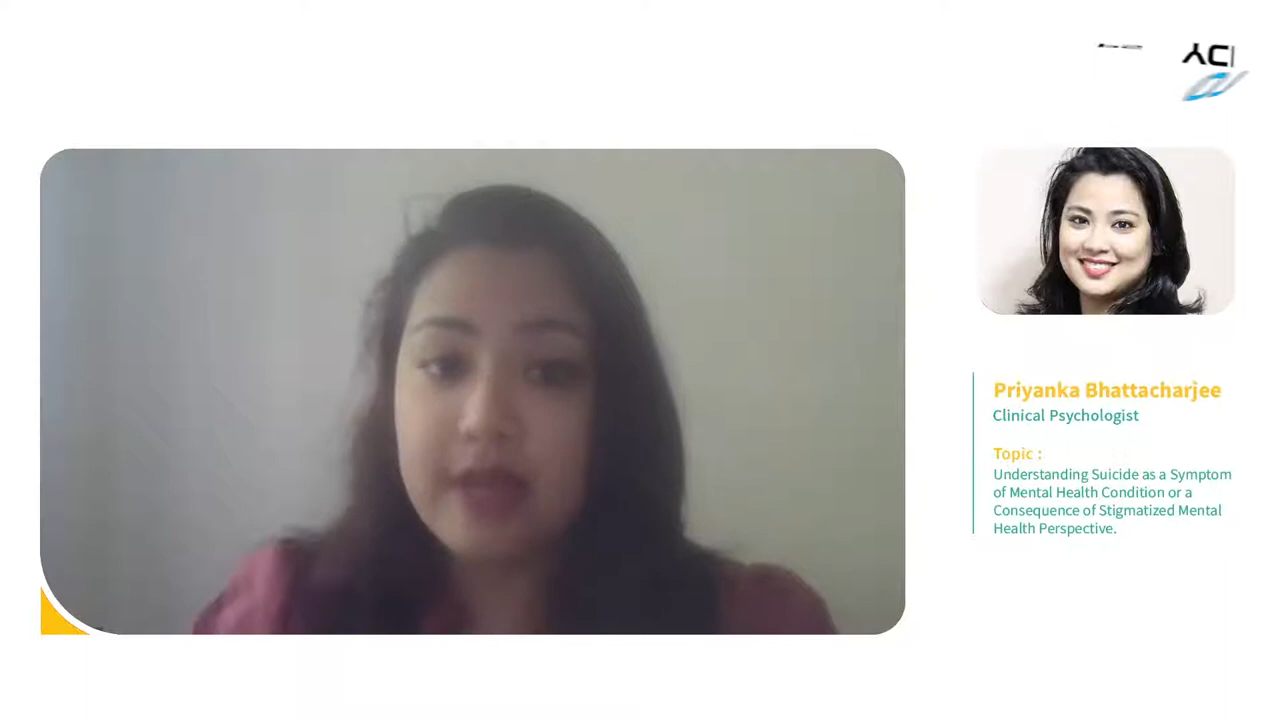 Priyanka Bhattacharjee
Clinical Psychologist
Topic :
Understanding Suicide as a Symptom
of Mental Health Condition or a
Consequence of Stigmatized Mental
Health Perspective.